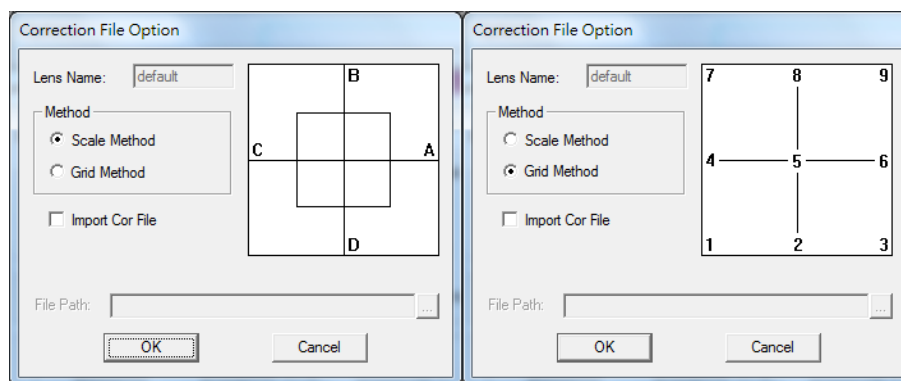 Correction File Option
Lens Name: default
Method
Scale Method
Grid Method
Import Cor File
B
C A
D
File Path: ...
OK Cancel
Correction File Option
Lens Name: default
Method
Scale Method
Grid Method
Import Cor File
7 8 9
4 5 6
1 2 3
File Path: ...
OK Cancel